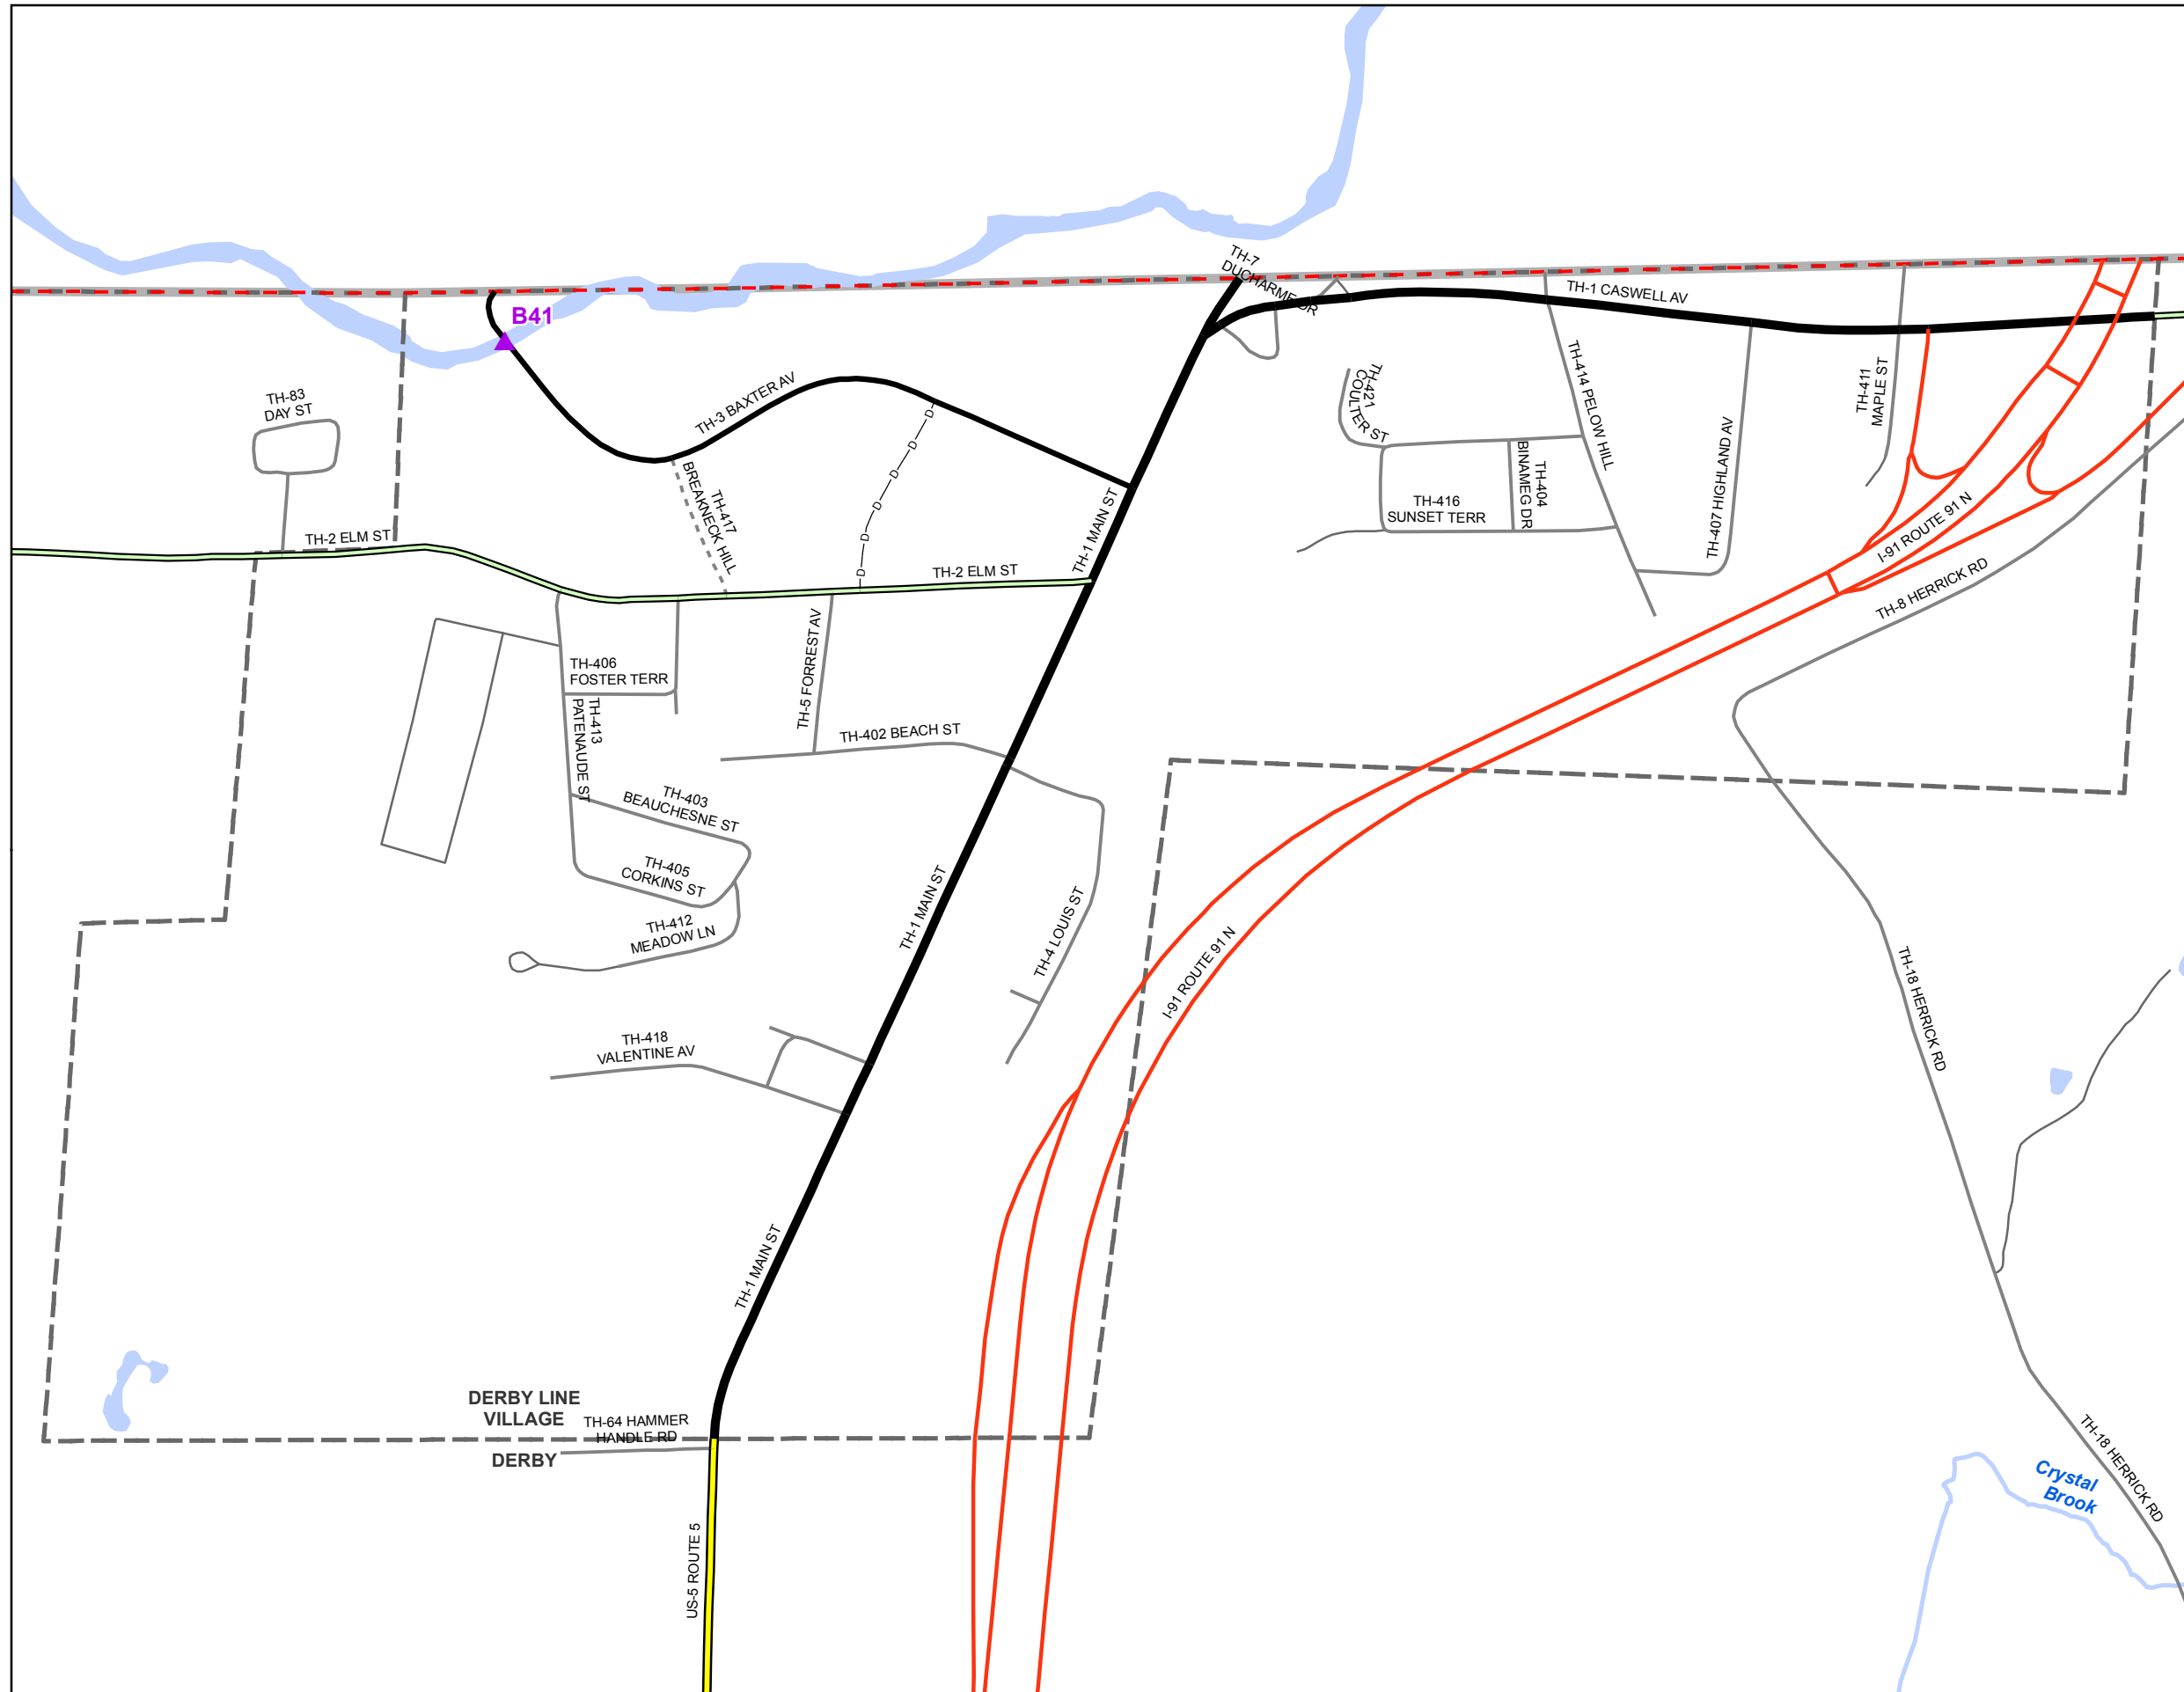 TH-7
DUCHARME DR
TH-1 CASWELL AV
B41
TH-83
DAY ST
TH-3 BAXTER AV
TH-421
COULTER ST
TH-414 PELOW HILL
TH-411
MAPLE ST
TH-407 HIGHLAND AV
TH-404
BINAMEG DR
TH-416
SUNSET TERR
TH-417
BREAKNECK HILL
D
D
D
D
D
D
TH-1 MAIN ST
TH-2 ELM ST
TH-2 ELM ST
I-91 ROUTE 91 N
TH-8 HERRICK RD
TH-406
FOSTER TERR
TH-5 FORREST AV
TH-413
PATENAUDE ST
TH-402 BEACH ST
TH-403
BEAUCHESNE ST
TH-405
CORKINS ST
TH-412
MEADOW LN
TH-1 MAIN ST
TH-4 LOUIS ST
I-91 ROUTE 91 N
TH-18 HERRICK RD
TH-418
VALENTINE AV
TH-1 MAIN ST
DERBY LINE
VILLAGE
TH-64 HAMMER
HANDLE RD
DERBY
US-5 ROUTE 5
Crystal
Brook
TH-18 HERRICK RD